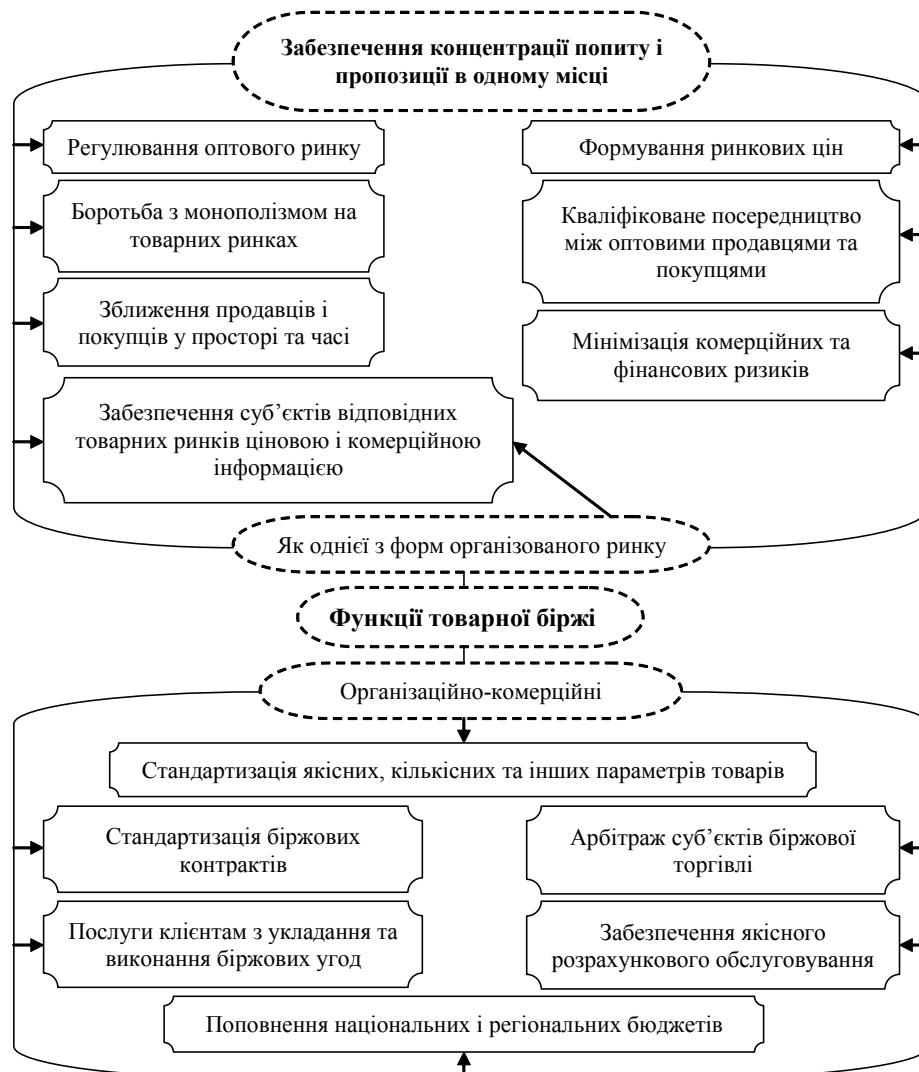 Забезпечення концентрації попиту і
пропозиції в одному місці
Регулювання оптового ринку
Формування ринкових цін
Боротьба з монополізмом на
товарних ринках
Кваліфіковане посередництво
між оптовими продавцями та
покупцями
Зближення продавців і
покупців у просторі та часі
Мінімізація комерційних та
фінансових ризиків
Забезпечення суб’єктів відповідних
товарних ринків ціновою і комерційною
інформацією
Як однієї з форм організованого ринку
Функції товарної біржі
Організаційно-комерційні
Стандартизація якісних, кількісних та інших параметрів товарів
Стандартизація біржових
контрактів
Арбітраж суб’єктів біржової
торгівлі
Послуги клієнтам з укладання та
виконання біржових угод
Забезпечення якісного
розрахункового обслуговування
Поповнення національних і регіональних бюджетів